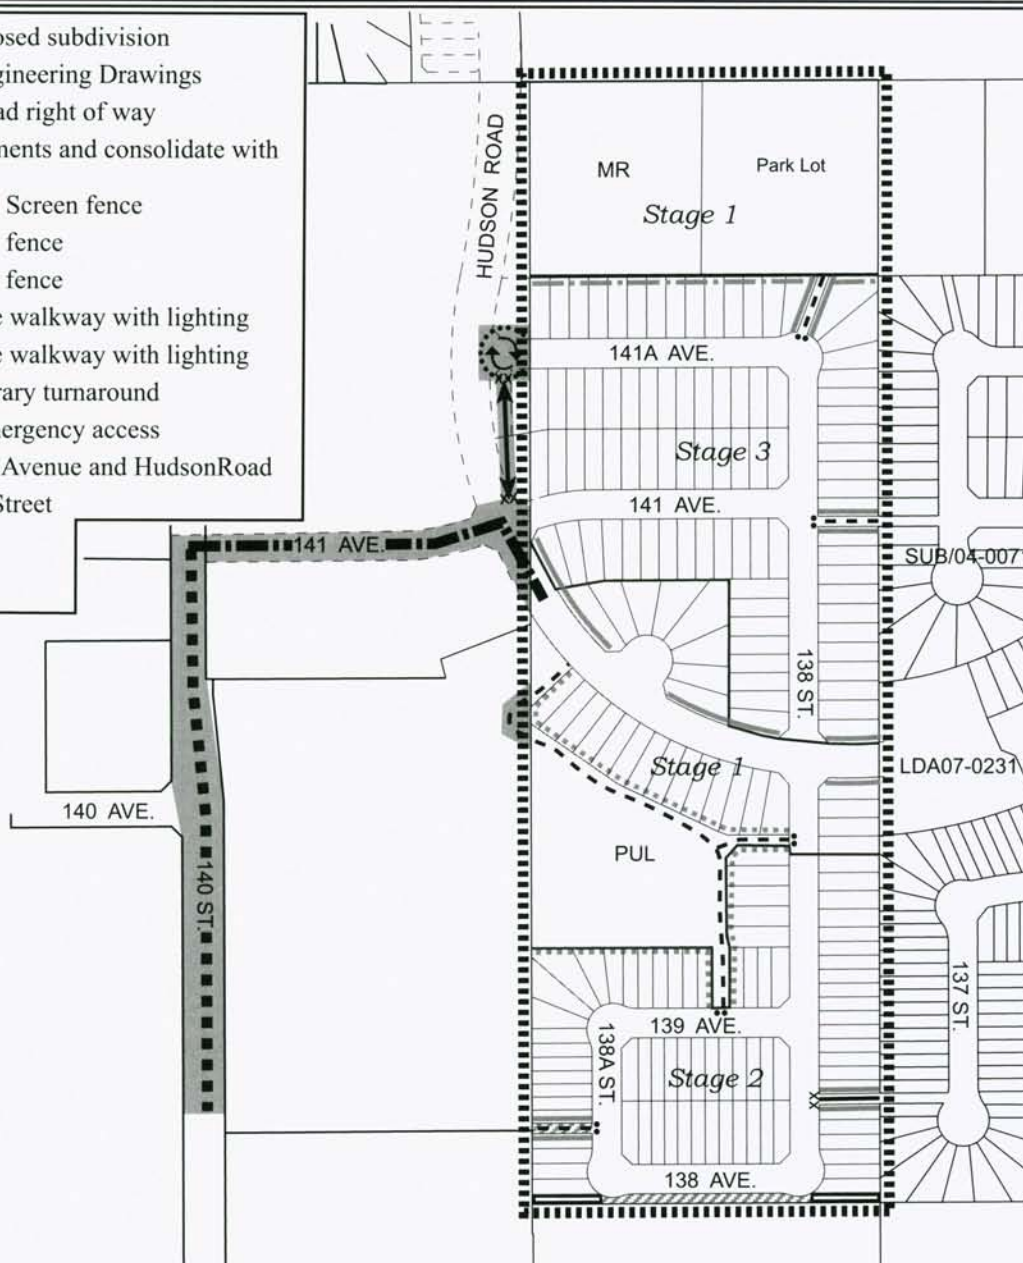 osed subdivision
gineering Drawings
ad right of way
nents and consolidate with
Screen fence
fence
fence
e walkway with lighting
e walkway with lighting
rary turnaround
nergency access
Avenue and HudsonRoad
Street
HUDSON ROAD
MR
Park Lot
Stage 1
141A AVE.
Stage 3
141 AVE.
141 AVE.
SUB/04-007
138 ST.
Stage 1
LDA07-0231
140 AVE.
PUL
140 ST.
137 ST.
139 AVE.
138A ST.
Stage 2
138 AVE.